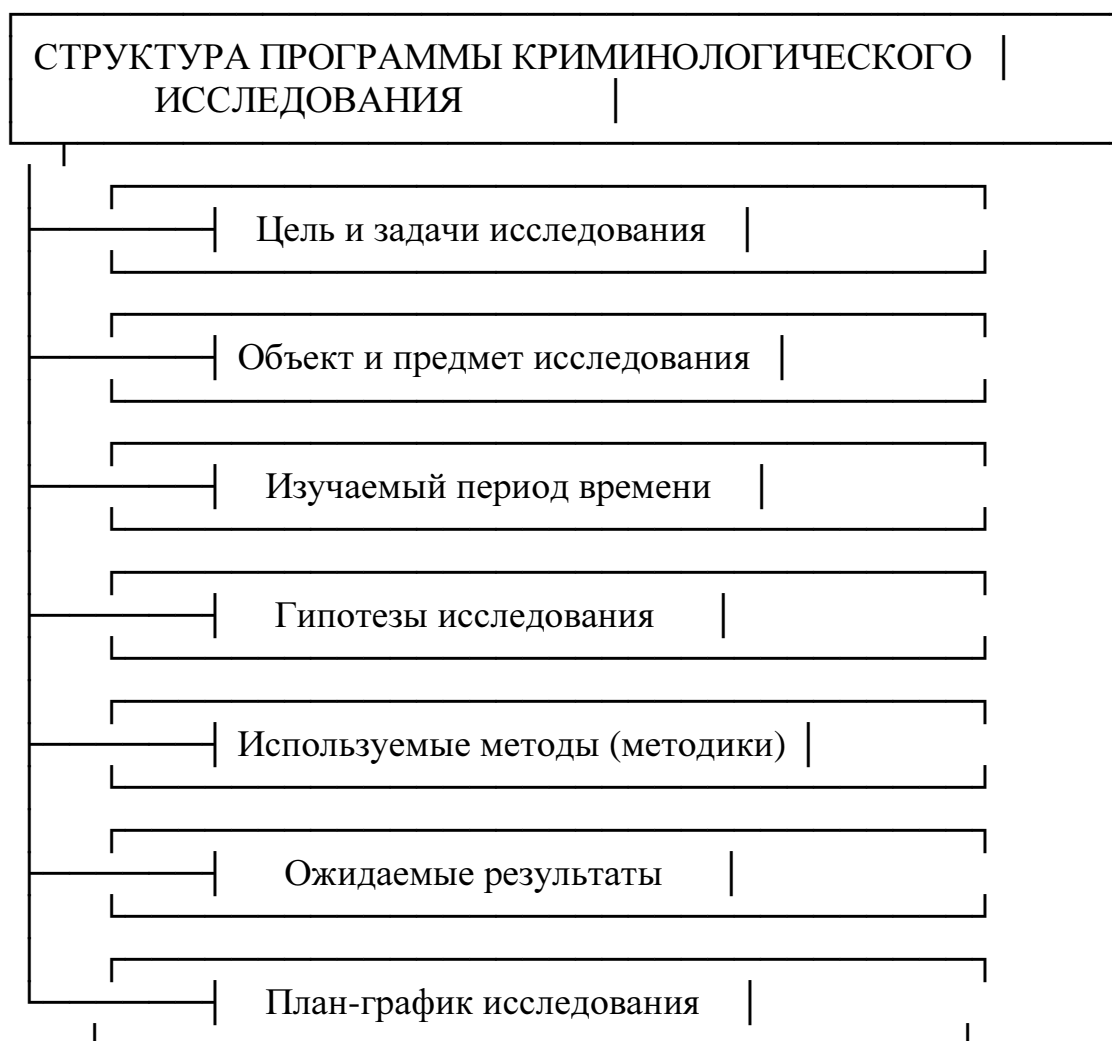 СТРУКТУРА ПРОГРАММЫ КРИМИНОЛОГИЧЕСКОГО
ИССЛЕДОВАНИЯ
Цель и задачи исследования
Объект и предмет исследования
Изучаемый период времени
Гипотезы исследования
Используемые методы (методики)
Ожидаемые результаты
План-график исследования